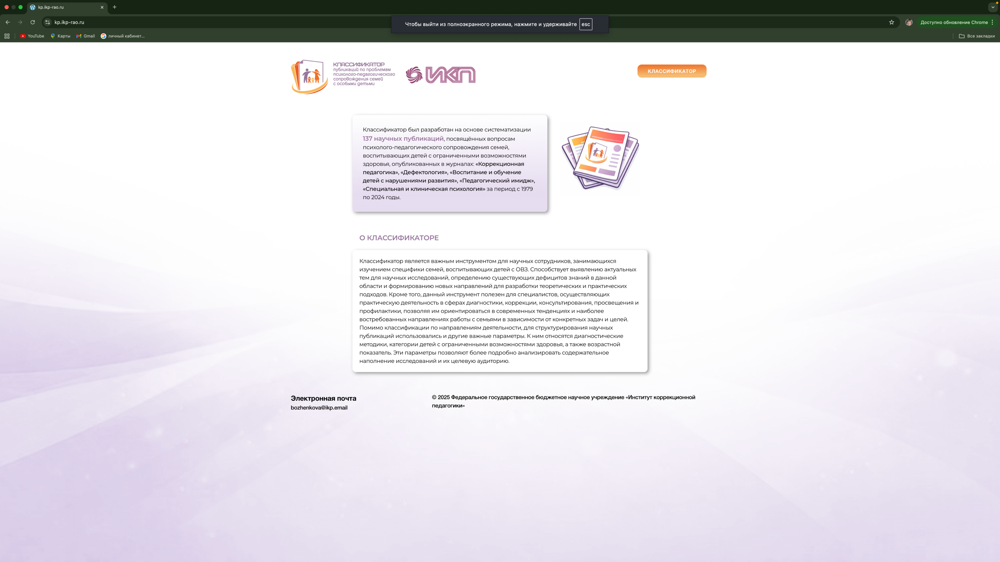 kp.ikp-rao.ru
kp.ikp-rao.ru
Чтобы выйти из полноэкранного режима, нажмите и удерживайте esc
Доступно обновление Chrome
YouTube
Карты
Gmail
личный кабинет...
Все закладки
КЛАССИФИКАТОР
публикаций по проблемам
психолого-педагогического
сопровождения семей
с особыми детьми
ИКП
КЛАССИФИКАТОР
Классификатор был разработан на основе систематизации
137 научных публикаций, посвящённых вопросам
психолого-педагогического сопровождения семей,
воспитывающих детей с ограниченными возможностями
здоровья, опубликованных в журналах: «Коррекционная
педагогика», «Дефектология», «Воспитание и обучение
детей с нарушениями развития», «Педагогический имидж»,
«Специальная и клиническая психология» за период с 1979
по 2024 годы.
О КЛАССИФИКАТОРЕ
Классификатор является важным инструментом для научных сотрудников, занимающихся
изучением специфики семей, воспитывающих детей с ОВЗ. Способствует выявлению актуальных
тем для научных исследований, определению существующих дефицитов знаний в данной
области и формированию новых направлений для разработки теоретических и практических
подходов. Кроме того, данный инструмент полезен для специалистов, осуществляющих
практическую деятельность в сферах диагностики, коррекции, консультирования, просвещения и
профилактики, позволяя им ориентироваться в современных тенденциях и наиболее
востребованных направлениях работы с семьями в зависимости от конкретных задач и целей.
Помимо классификации по направлениям деятельности, для структурирования научных
публикаций использовались и другие важные параметры. К ним относятся диагностические
методики, категории детей с ограниченными возможностями здоровья, а также возрастной
показатель. Эти параметры позволяют более подробно анализировать содержательное
наполнение исследований и их целевую аудиторию.
Электронная почта
bozhenkova@ikp.email
© 2025 Федеральное государственное бюджетное научное учреждение «Институт коррекционной
педагогики»